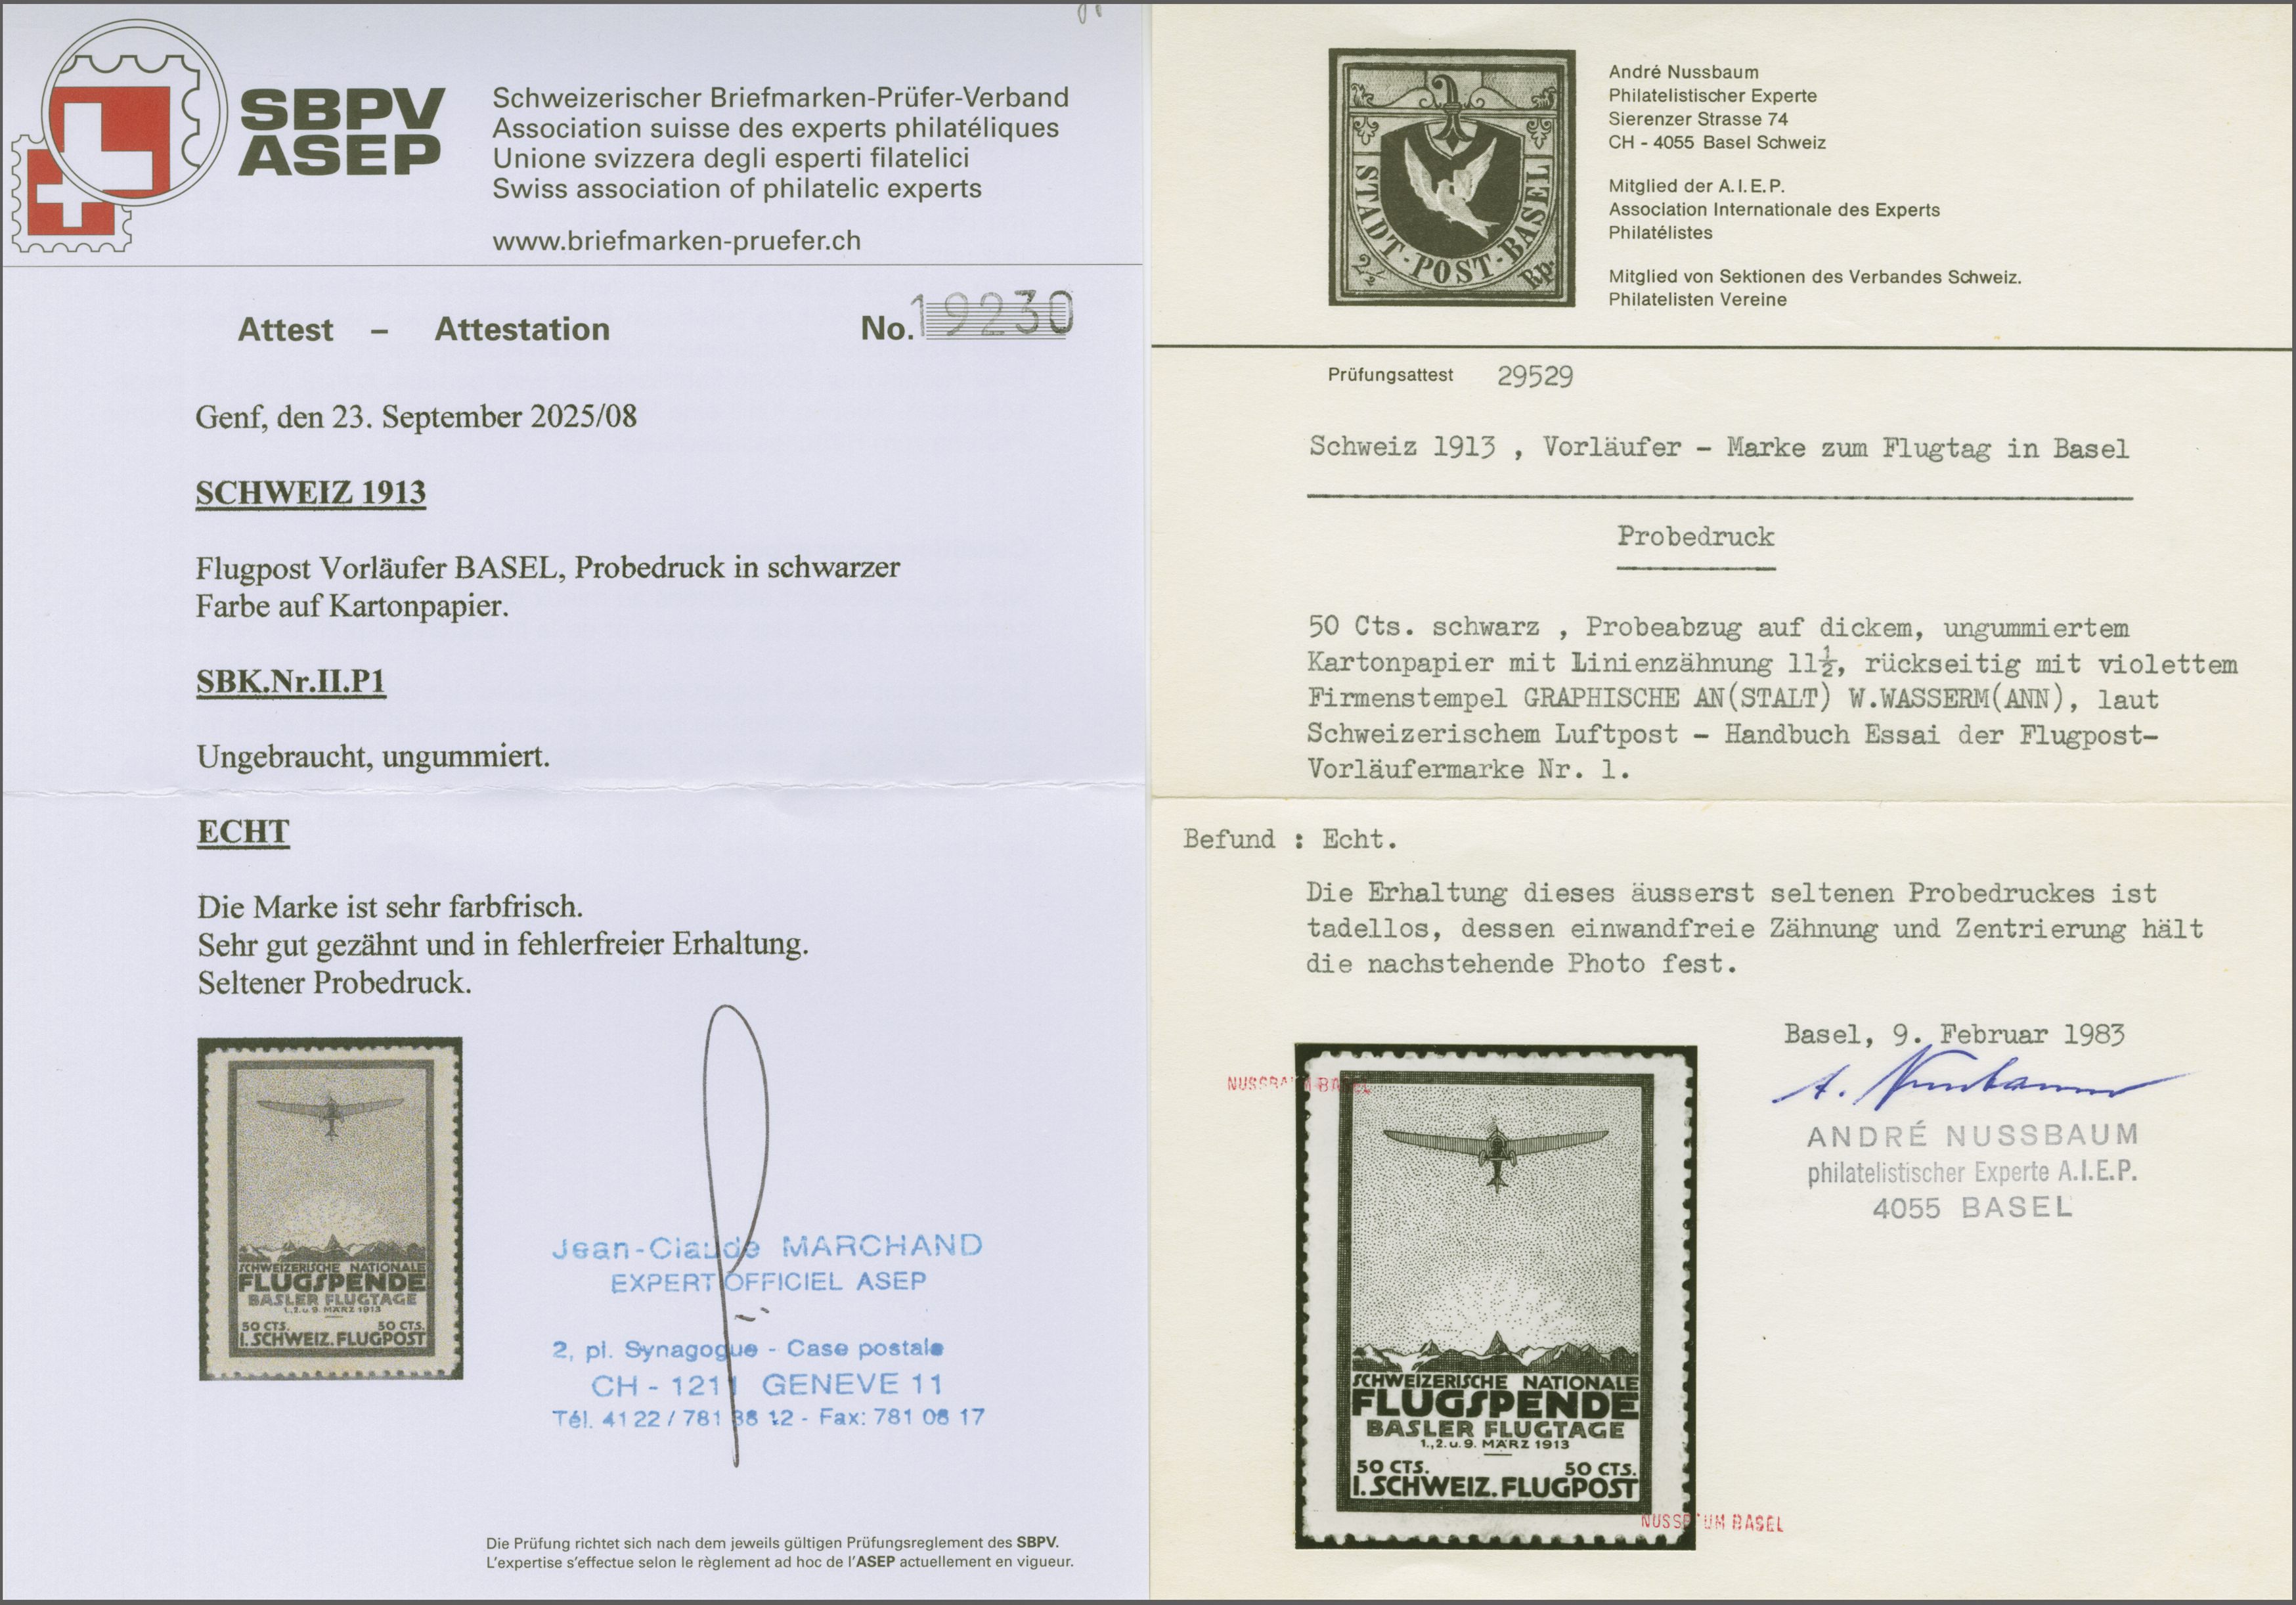 SBPV
ASEP
Schweizerischer Briefmarken-Prüfer-Verband
Association suisse des experts philatéliques
Unione svizzera degli esperti filatelici
Swiss association of philatelic experts
www.briefmarken-pruefer.ch
Attest – Attestation No. 19230
Genf, den 23. September 2025/08
SCHWEIZ 1913
Flugpost Vorläufer BASEL, Probedruck in schwarzer
Farbe auf Kartonpapier.
SBK.Nr.II.P1
Ungebraucht, ungummiert.
ECHT
Die Marke ist sehr farbfrisch.
Sehr gut gezähnt und in fehlerfreier Erhaltung.
Seltener Probedruck.
SCHWEIZERISCHE NATIONALE
FLUGSPENDE
BASLER FLUGTAGE
1., 2. u. 9. MÄRZ 1913
50 CTS. 50 CTS.
I. SCHWEIZ. FLUGPOST
Jean-Claude MARCHAND
EXPERT OFFICIEL ASEP
2, pl. Synagogue - Case postale
CH - 1211 GENEVE 11
Tél. 41 22 / 781 38 12 - Fax: 781 08 17
Die Prüfung richtet sich nach dem jeweils gültigen Prüfungsreglement des SBPV.
L'expertise s'effectue selon le règlement ad hoc de l'ASEP actuellement en vigueur.
STADT-POST-BASEL
2½ Rp.
André Nussbaum
Philatelistischer Experte
Sierenzer Strasse 74
CH - 4055 Basel Schweiz
Mitglied der A.I.E.P.
Association Internationale des Experts
Philatélistes
Mitglied von Sektionen des Verbandes Schweiz.
Philatelisten Vereine
Prüfungsattest 29529
Schweiz 1913 , Vorläufer - Marke zum Flugtag in Basel
Probedruck
50 Cts. schwarz , Probeabzug auf dickem, ungummiertem
Kartonpapier mit Linienzähnung 11½, rückseitig mit violettem
Firmenstempel GRAPHISCHE AN(STALT) W.WASSERM(ANN), laut
Schweizerischem Luftpost - Handbuch Essai der Flugpost-
Vorläufermarke Nr. 1.
Befund : Echt.
Die Erhaltung dieses äusserst seltenen Probedruckes ist
tadellos, dessen einwandfreie Zähnung und Zentrierung hält
die nachstehende Photo fest.
Basel, 9. Februar 1983
A. Nussbaum
ANDRÉ NUSSBAUM
philatelistischer Experte A.I.E.P.
4055 BASEL
NUSSBAUM BASEL
SCHWEIZERISCHE NATIONALE
FLUGSPENDE
BASLER FLUGTAGE
1., 2. u. 9. MÄRZ 1913
50 CTS. 50 CTS.
I. SCHWEIZ. FLUGPOST
NUSSBAUM BASEL